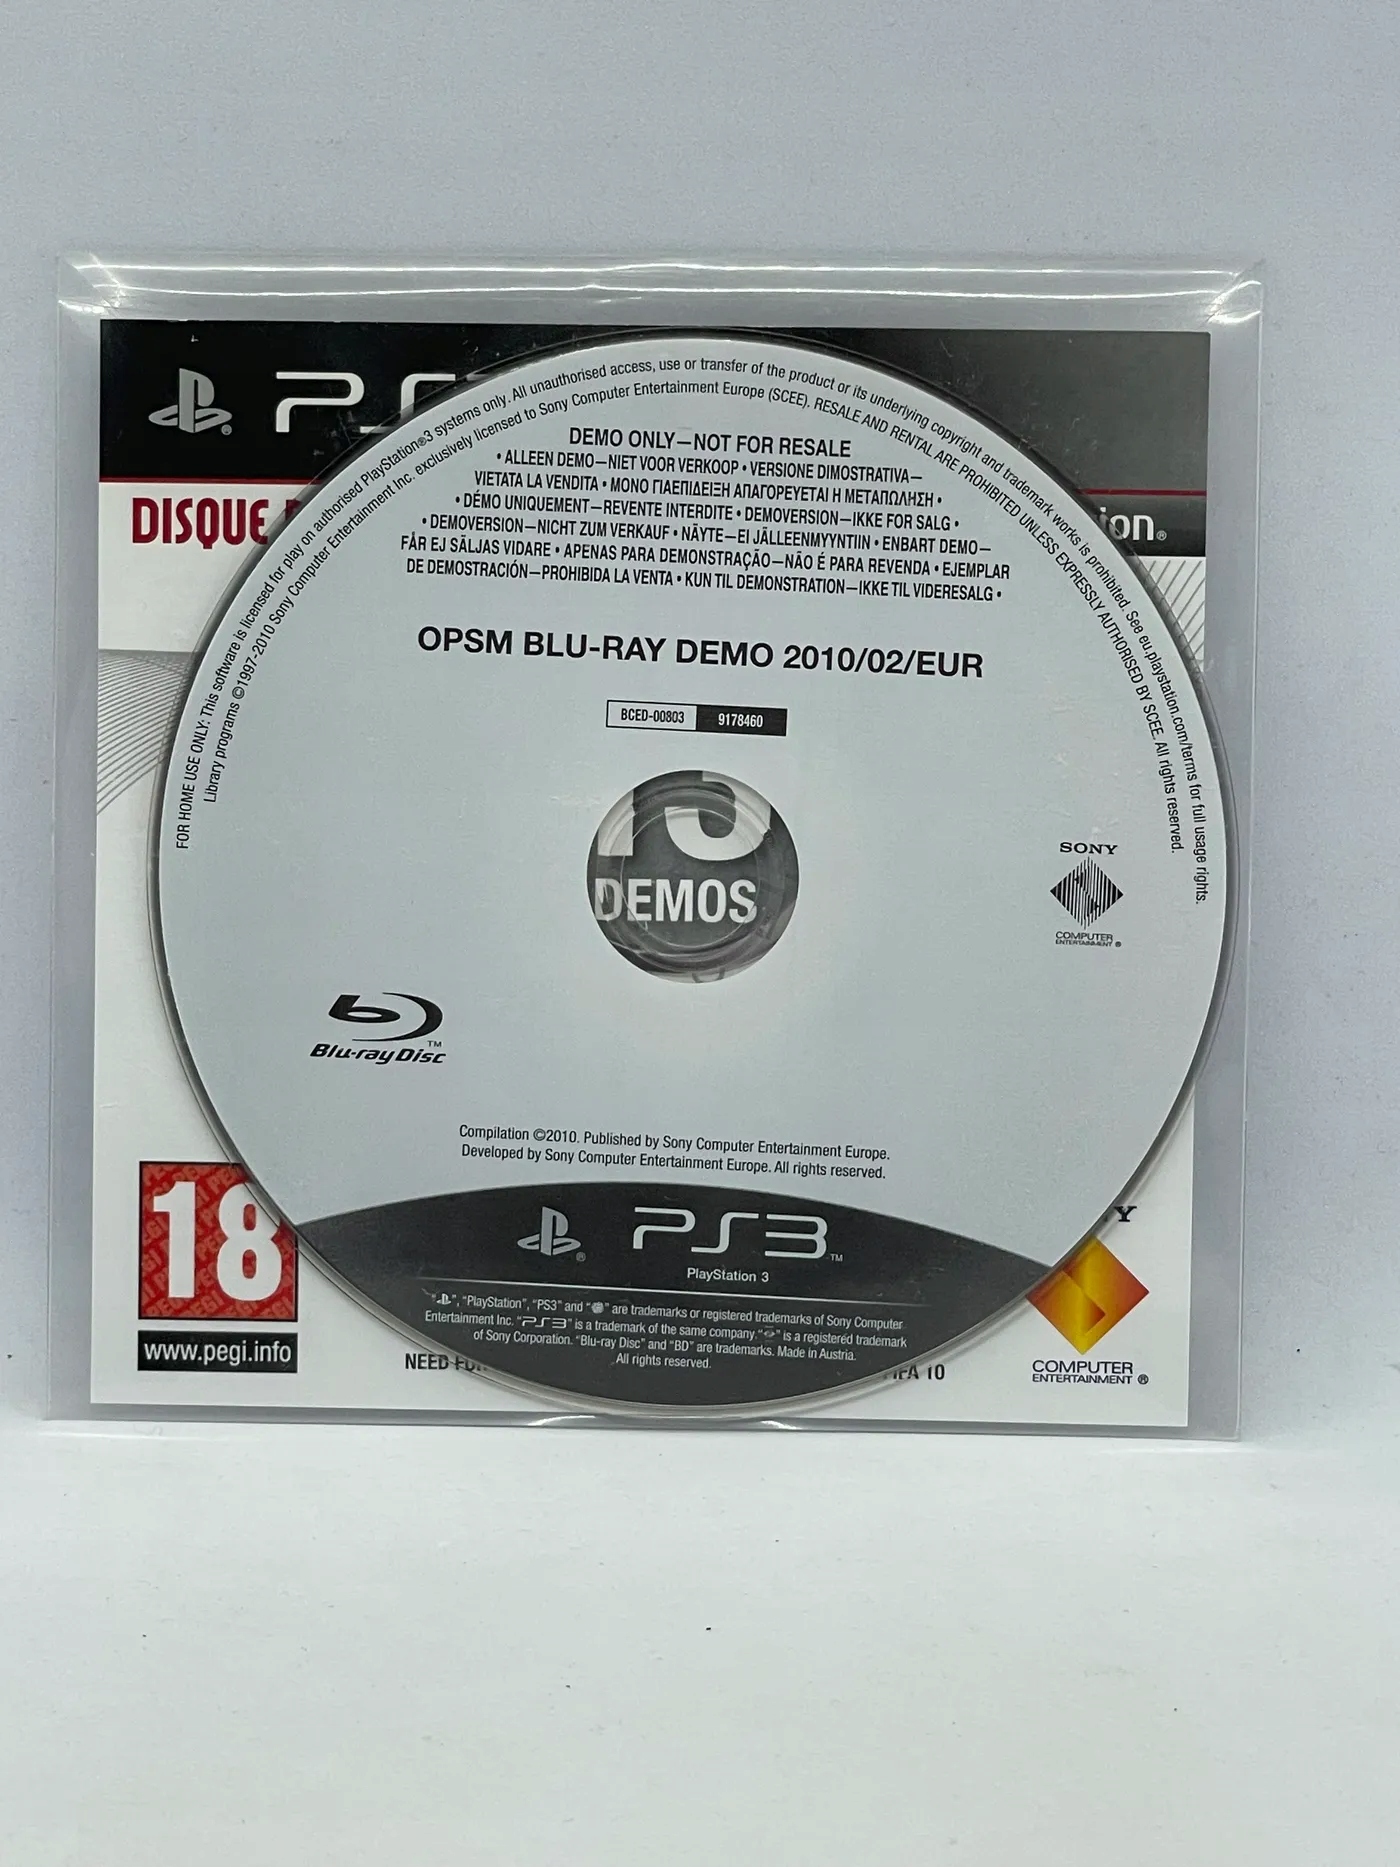 PS
DISQUE
ion®
FOR HOME USE ONLY: This software is licensed for play on authorised PlayStation®3 systems only. All unauthorised access, use or transfer of the product or its underlying copyright and trademark works is prohibited. See eu.playstation.com/terms for full usage rights.
Library programs ©1997-2010 Sony Computer Entertainment Inc. exclusively licensed to Sony Computer Entertainment Europe (SCEE). RESALE AND RENTAL ARE PROHIBITED UNLESS EXPRESSLY AUTHORISED BY SCEE. All rights reserved.
DEMO ONLY—NOT FOR RESALE
• ALLEEN DEMO—NIET VOOR VERKOOP • VERSIONE DIMOSTRATIVA—
VIETATA LA VENDITA • ΜΟΝΟ ΓΙΑΕΠΙΔΕΙΞΗ ΑΠΑΓΟΡΕΥΕΤΑΙ Η ΜΕΤΑΠΩΛΗΣΗ •
• DÉMO UNIQUEMENT—REVENTE INTERDITE • DEMOVERSION—IKKE FOR SALG •
• DEMOVERSION—NICHT ZUM VERKAUF • NÄYTE—EI JÄLLEENMYYNTIIN • ENBART DEMO—
FÅR EJ SÄLJAS VIDARE • APENAS PARA DEMONSTRAÇÃO—NÃO É PARA REVENDA • EJEMPLAR
DE DEMOSTRACIÓN—PROHIBIDA LA VENTA • KUN TIL DEMONSTRATION—IKKE TIL VIDERESALG •
OPSM BLU-RAY DEMO 2010/02/EUR
BCED-00803 9178460
DEMOS
SONY
COMPUTER
ENTERTAINMENT ®
Blu-ray Disc ™
Compilation ©2010. Published by Sony Computer Entertainment Europe.
Developed by Sony Computer Entertainment Europe. All rights reserved.
PS3™
PlayStation 3
" ", "PlayStation", "PS3" and " " are trademarks or registered trademarks of Sony Computer
Entertainment Inc. "PS3" is a trademark of the same company. " " is a registered trademark
of Sony Corporation. "Blu-ray Disc" and "BD" are trademarks. Made in Austria.
All rights reserved.
18
www.pegi.info
NEED FOR
FIFA 10
Y
COMPUTER
ENTERTAINMENT ®